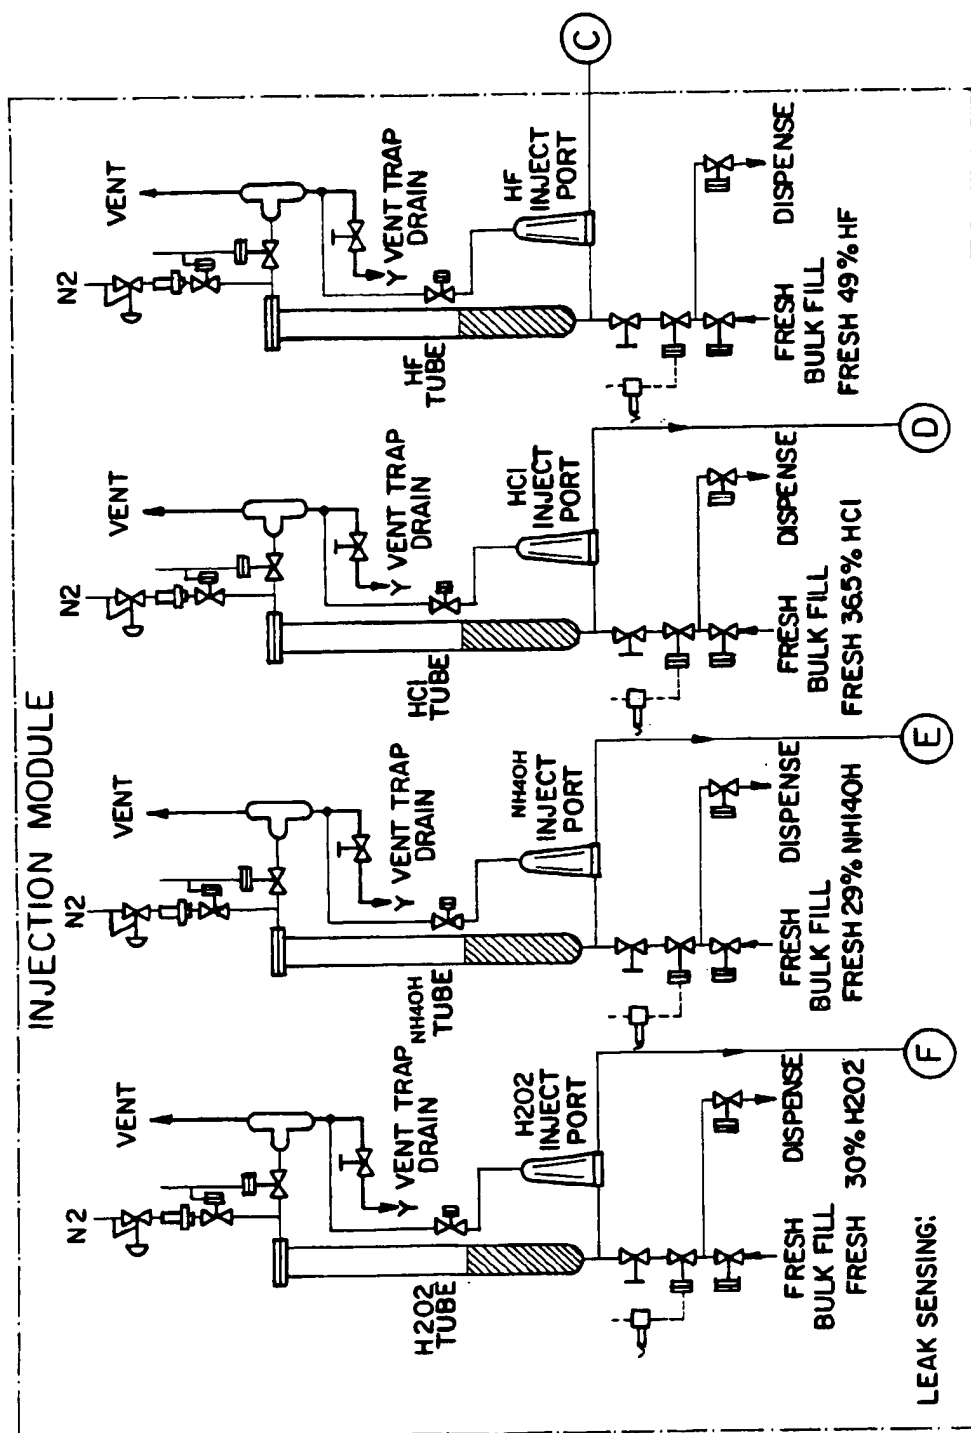 INJECTION MODULE
N2
VENT
VENT TRAP
DRAIN
H2O2
TUBE
H2O2
INJECT
PORT
FRESH
BULK FILL
FRESH 30% H2O2
DISPENSE
F
N2
VENT
VENT TRAP
DRAIN
NH4OH
TUBE
NH4OH
INJECT
PORT
FRESH
BULK FILL
FRESH 29% NH140H
DISPENSE
E
N2
VENT
VENT TRAP
DRAIN
HCl
TUBE
HCl
INJECT
PORT
FRESH
BULK FILL
FRESH 36.5% HCl
DISPENSE
D
N2
VENT
VENT TRAP
DRAIN
HF
TUBE
HF
INJECT
PORT
FRESH
BULK FILL
FRESH 49% HF
DISPENSE
C
LEAK SENSING: